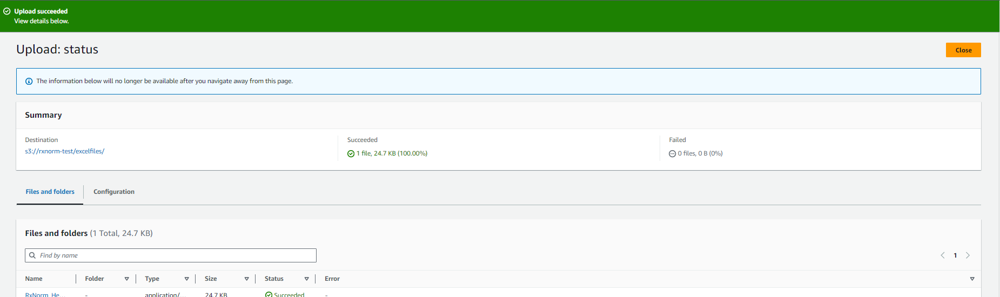 Upload succeeded
View details below.
Upload: status
Close
The information below will no longer be available after you navigate away from this page.
Summary
Destination
s3://rxnorm-test/excelfiles/
Succeeded
1 file, 24.7 KB (100.00%)
Failed
0 files, 0 B (0%)
Files and folders
Configuration
Files and folders (1 Total, 24.7 KB)
Find by name
1
Name Folder Type Size Status Error
RxNorm_He... - application/... 24.7 KB Succeeded -